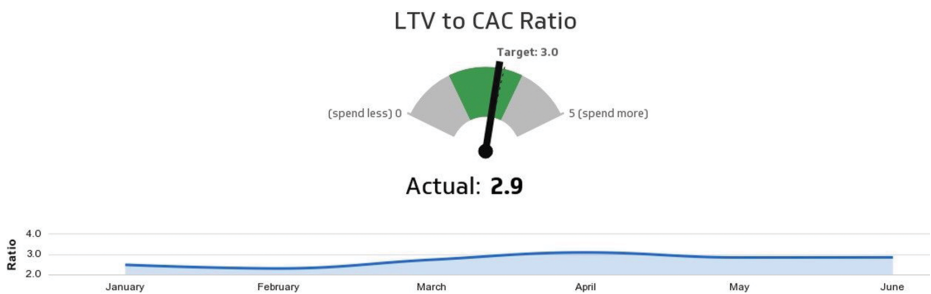 LTV to CAC Ratio
Target: 3.0
(spend less) 0
5 (spend more)
Actual: 2.9
Ratio
4.0
3.0
2.0
January February March April May June